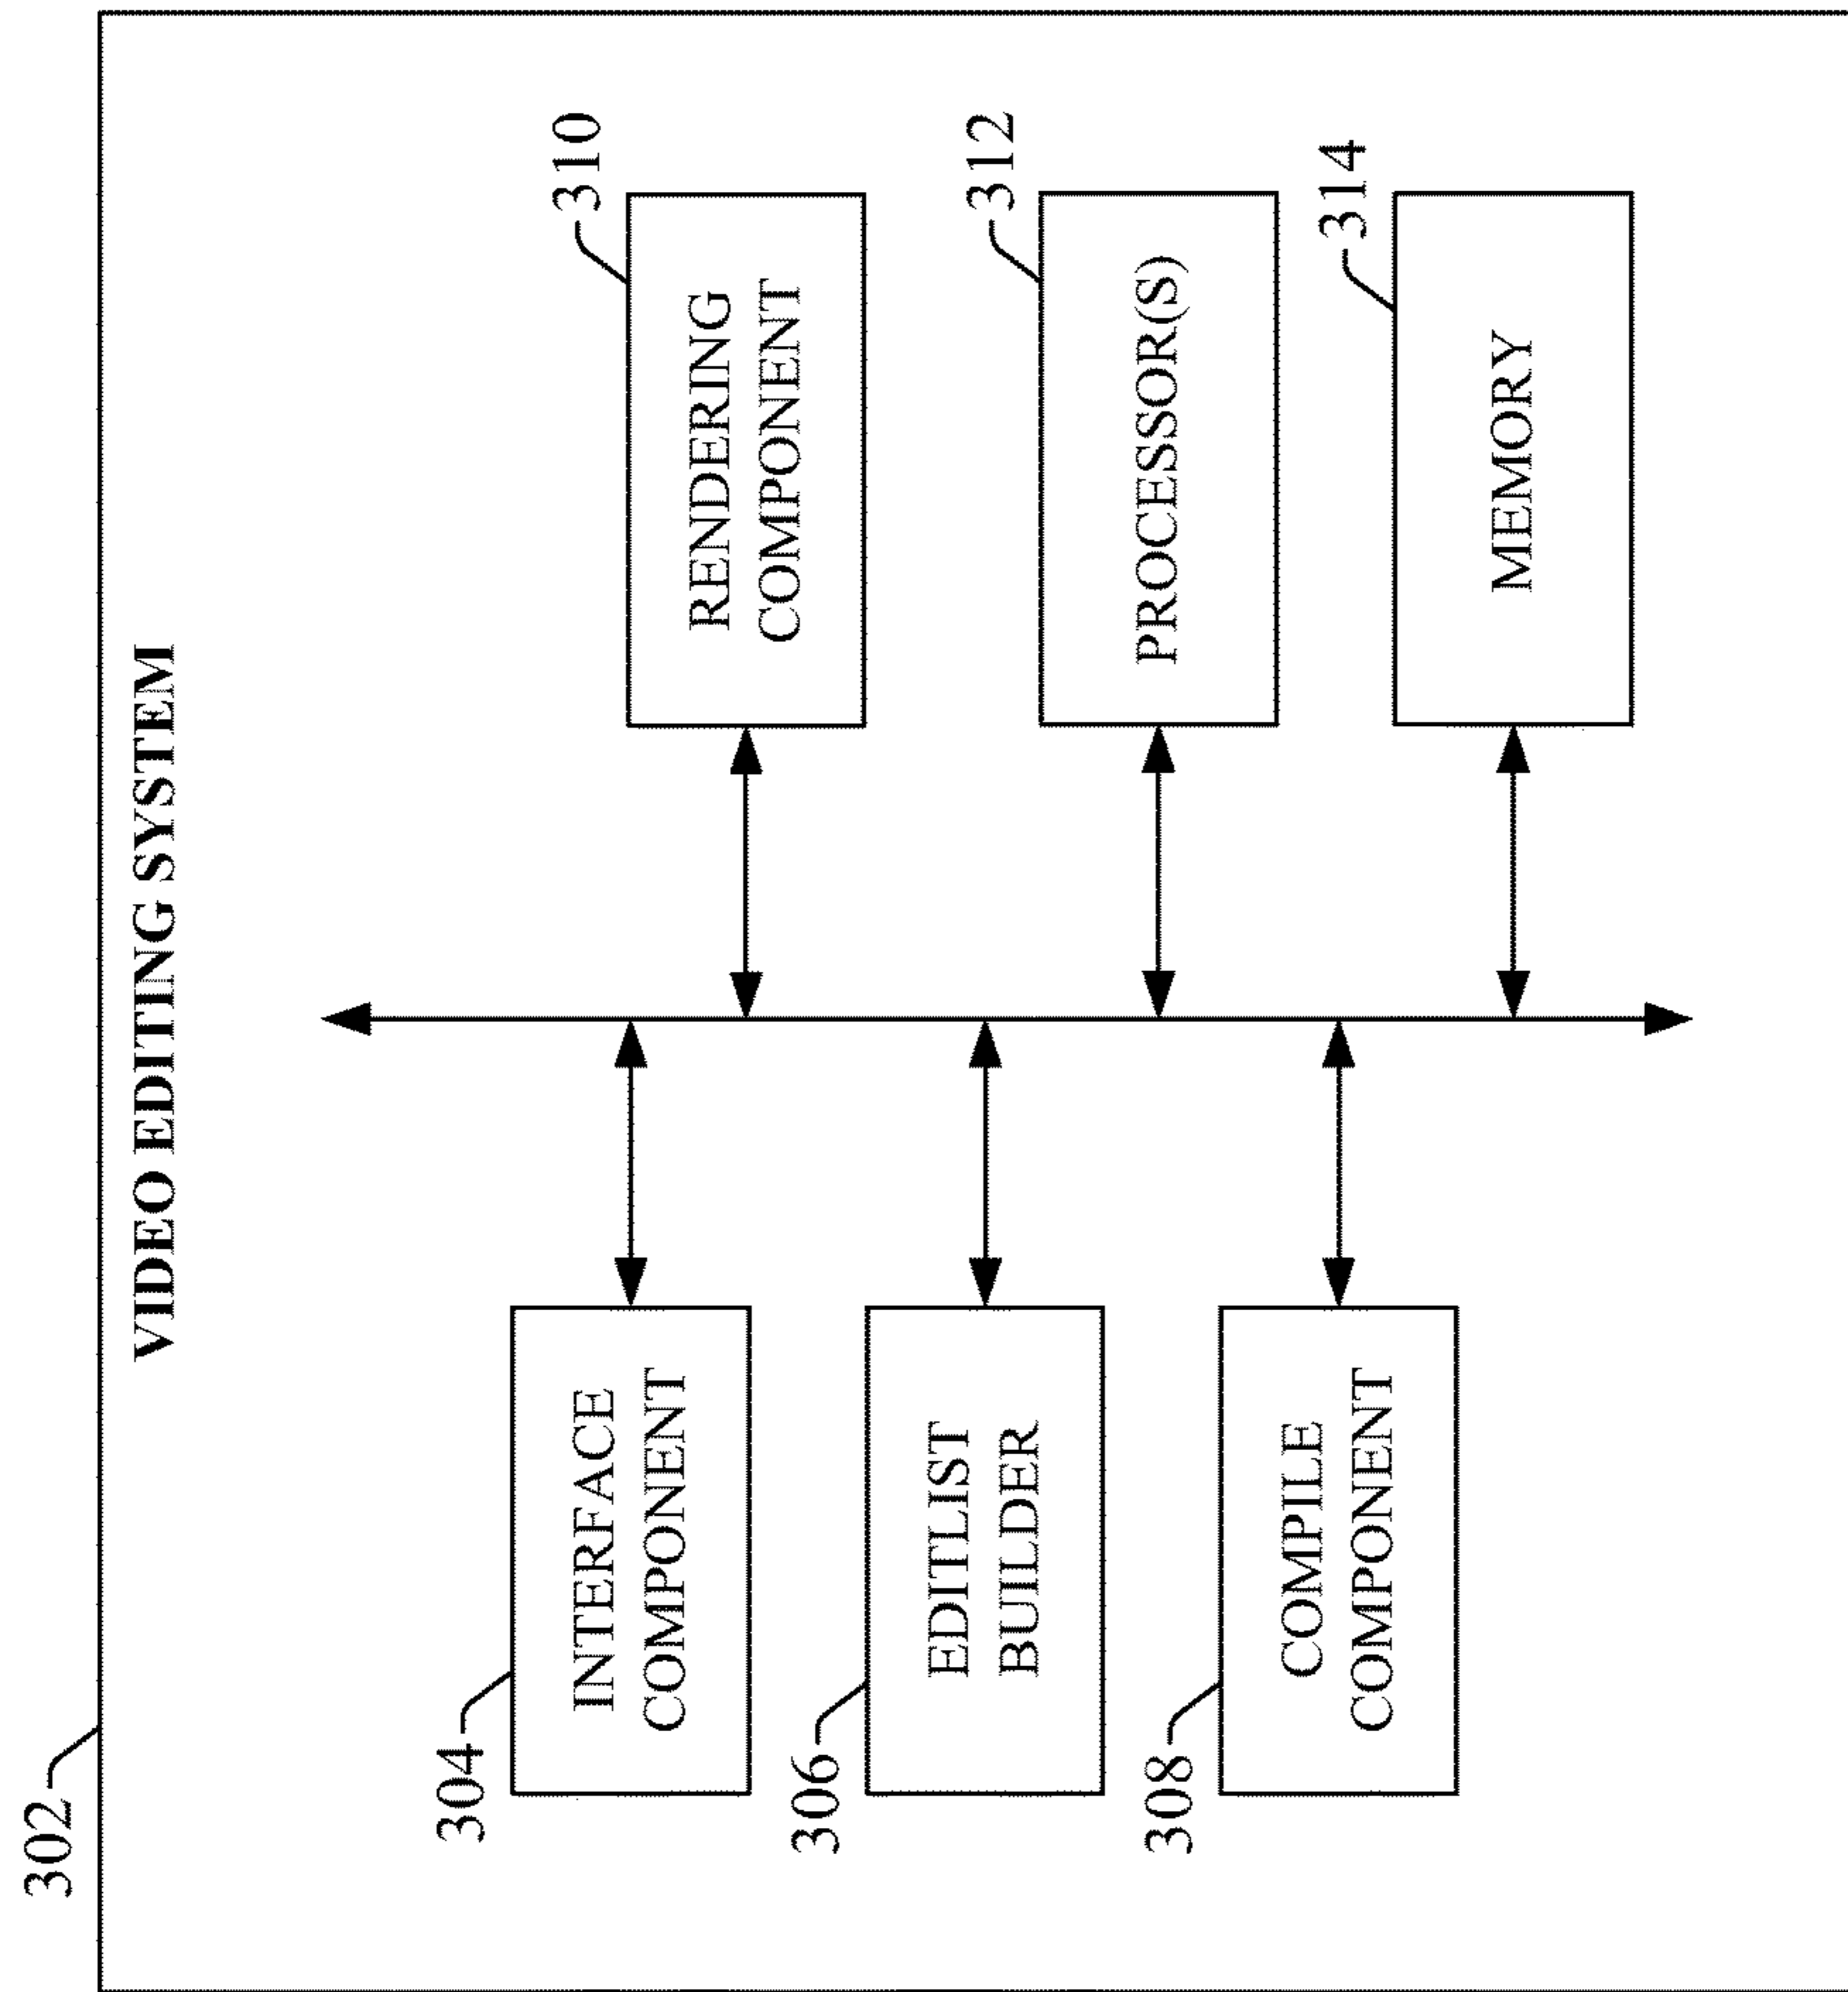 302
VIDEO EDITING SYSTEM
304
INTERFACE
COMPONENT
306
EDITLIST
BUILDER
308
COMPILE
COMPONENT
310
RENDERING
COMPONENT
312
PROCESSOR(S)
314
MEMORY